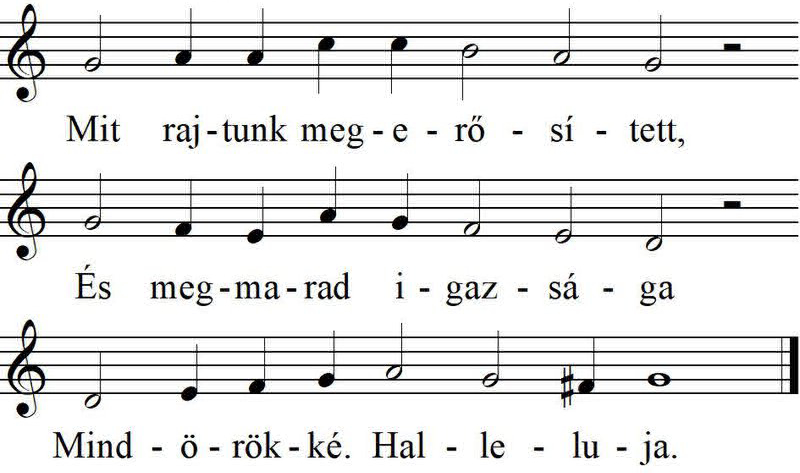 Mit raj-tunk meg-e-rő-sí-tett,
És meg-ma-rad i-gaz-sá-ga
Mind-ö-rök-ké. Hal-le-lu-ja.